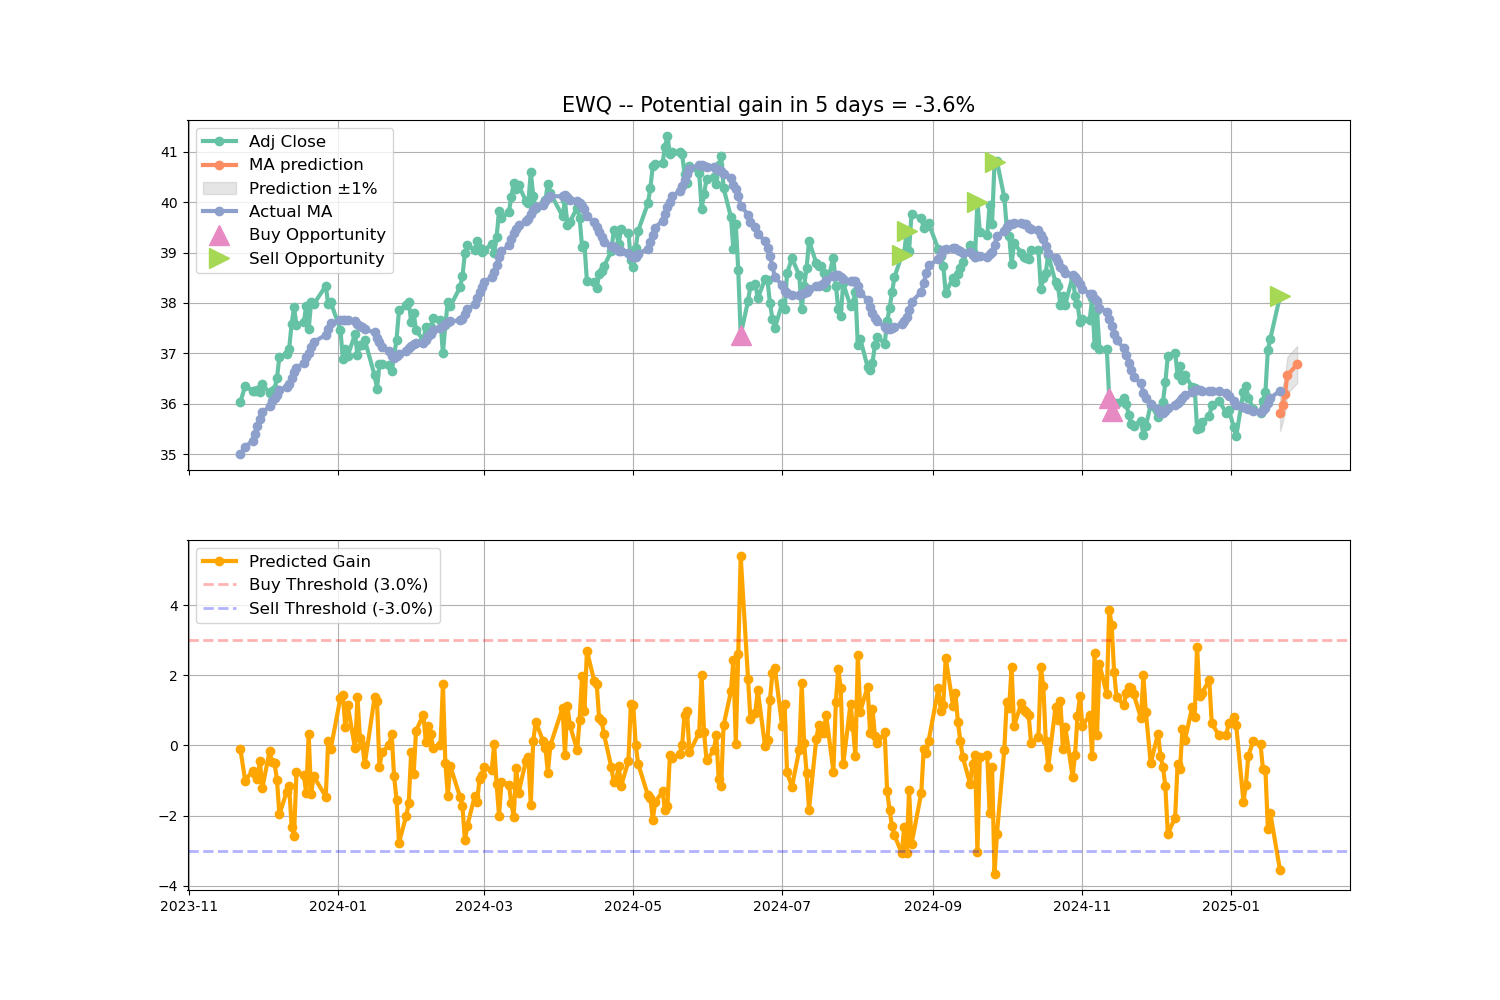 EWQ -- Potential gain in 5 days = -3.6%
Adj Close
MA prediction
Prediction ±1%
Actual MA
Buy Opportunity
Sell Opportunity
41
40
39
38
37
36
35
Predicted Gain
Buy Threshold (3.0%)
Sell Threshold (-3.0%)
4
2
0
−2
−4
2023-11
2024-01
2024-03
2024-05
2024-07
2024-09
2024-11
2025-01